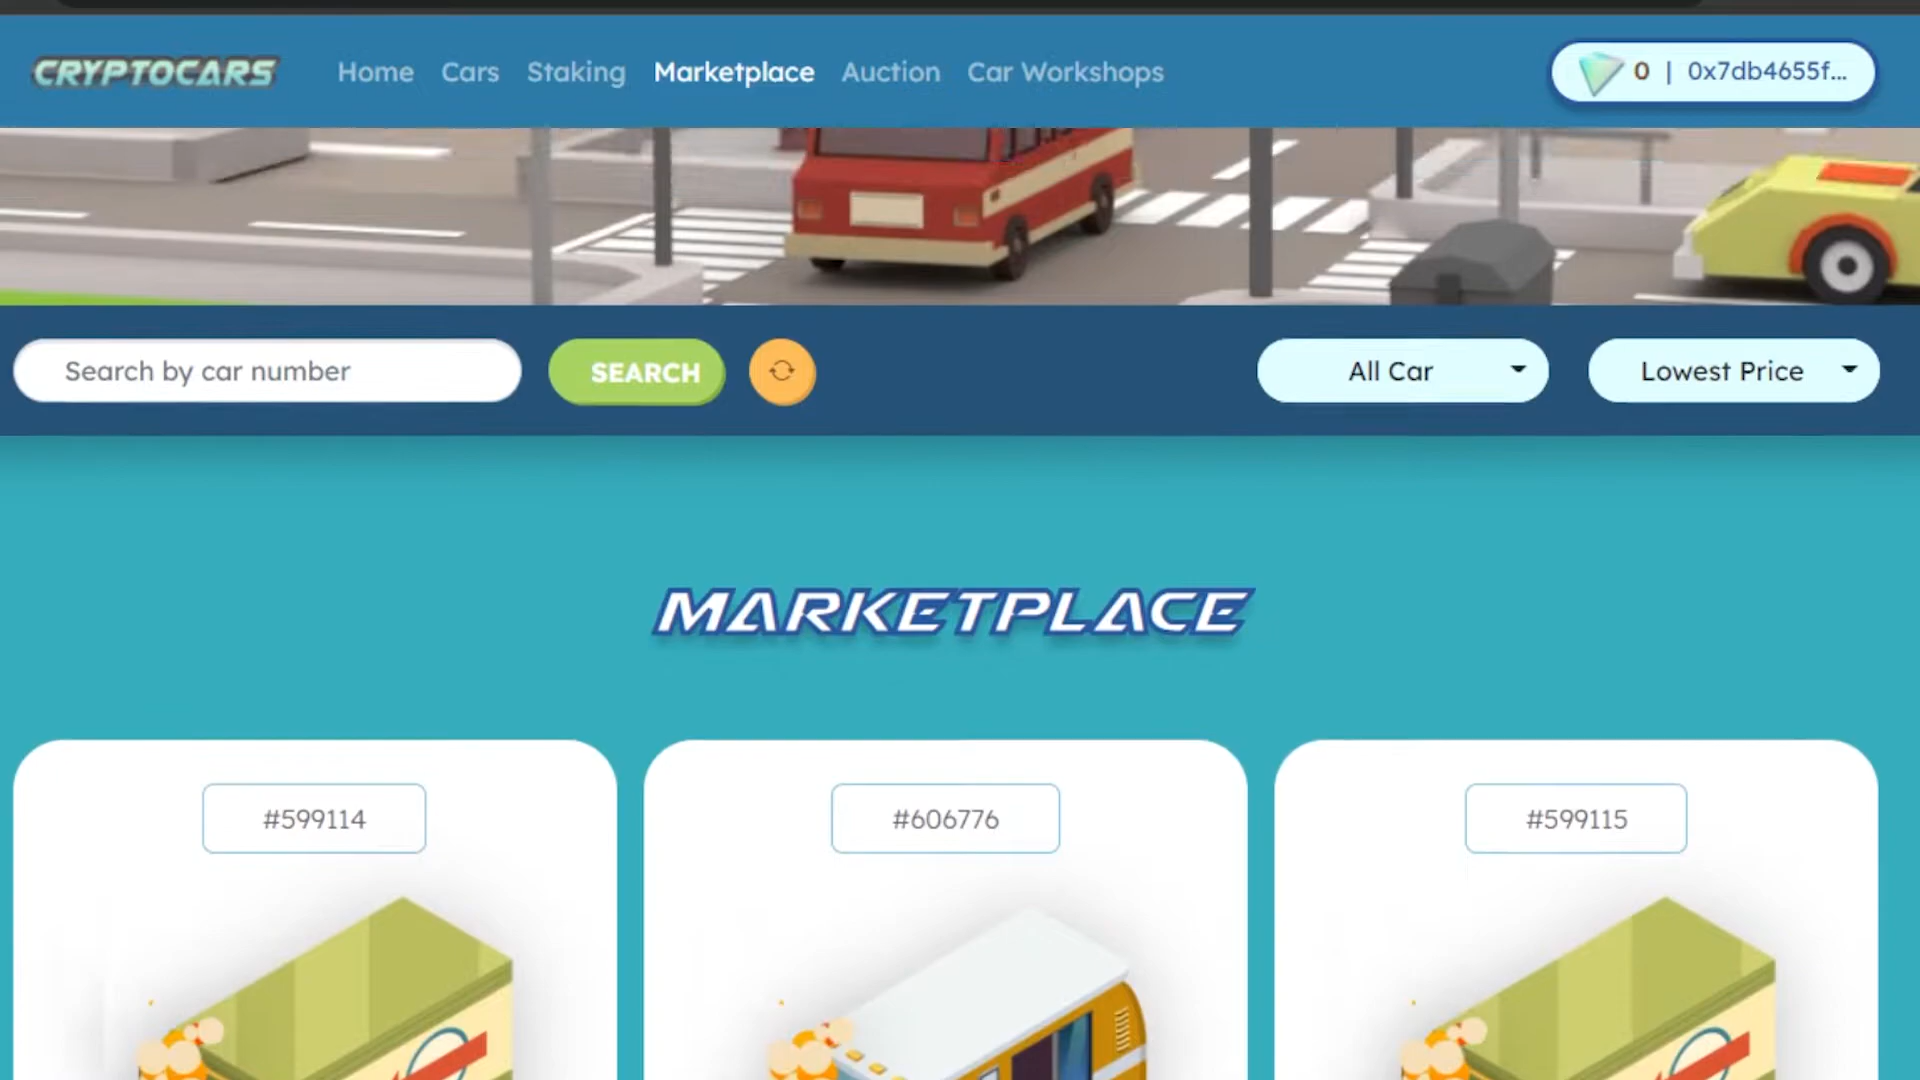 CRYPTOCARS Home Cars Staking Marketplace Auction Car Workshops 0 | 0x7db4655f...
Search by car number SEARCH All Car Lowest Price
MARKETPLACE
#599114 #606776 #599115